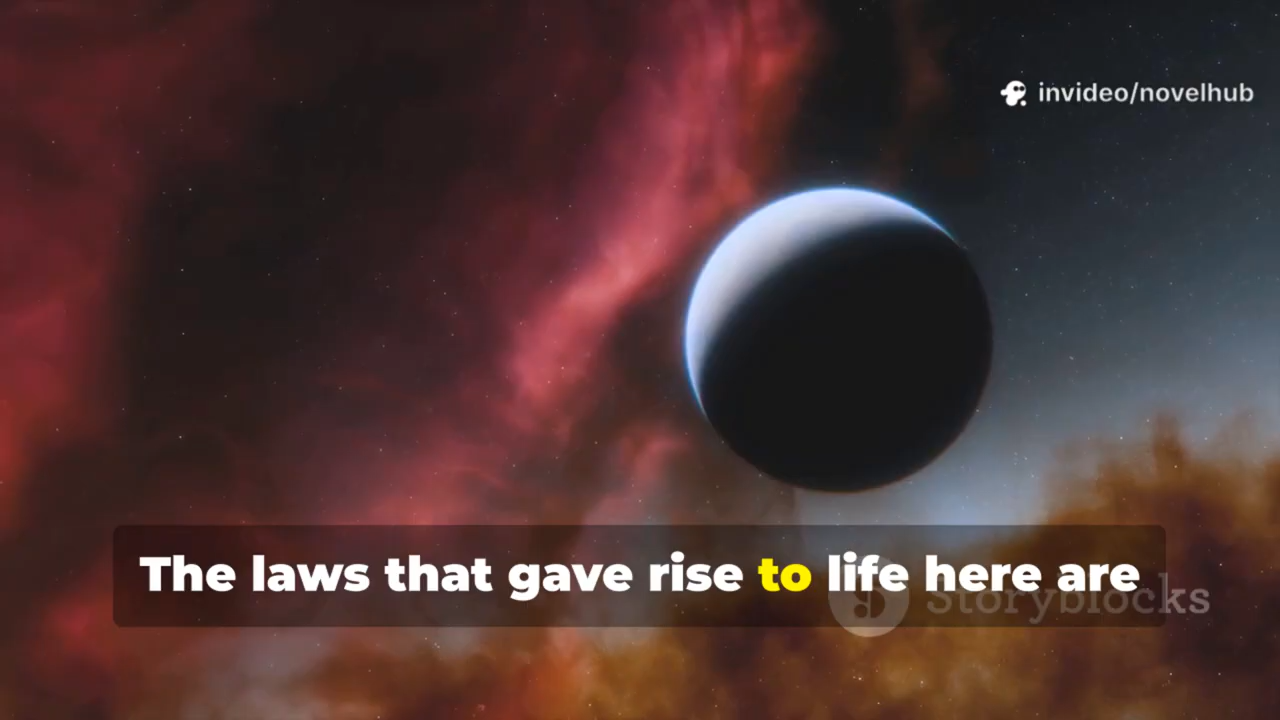 invideo/novelhub
The laws that gave rise to life here are
Storyblocks